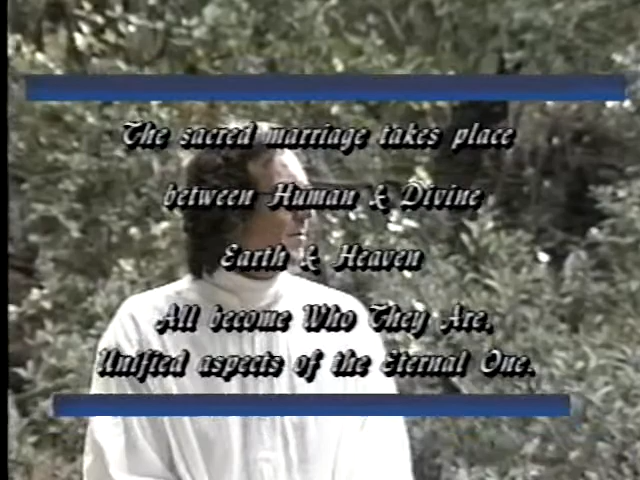 The sacred marriage takes place
between Human & Divine
Earth & Heaven
All become Who They Are,
Unified aspects of the Eternal One.